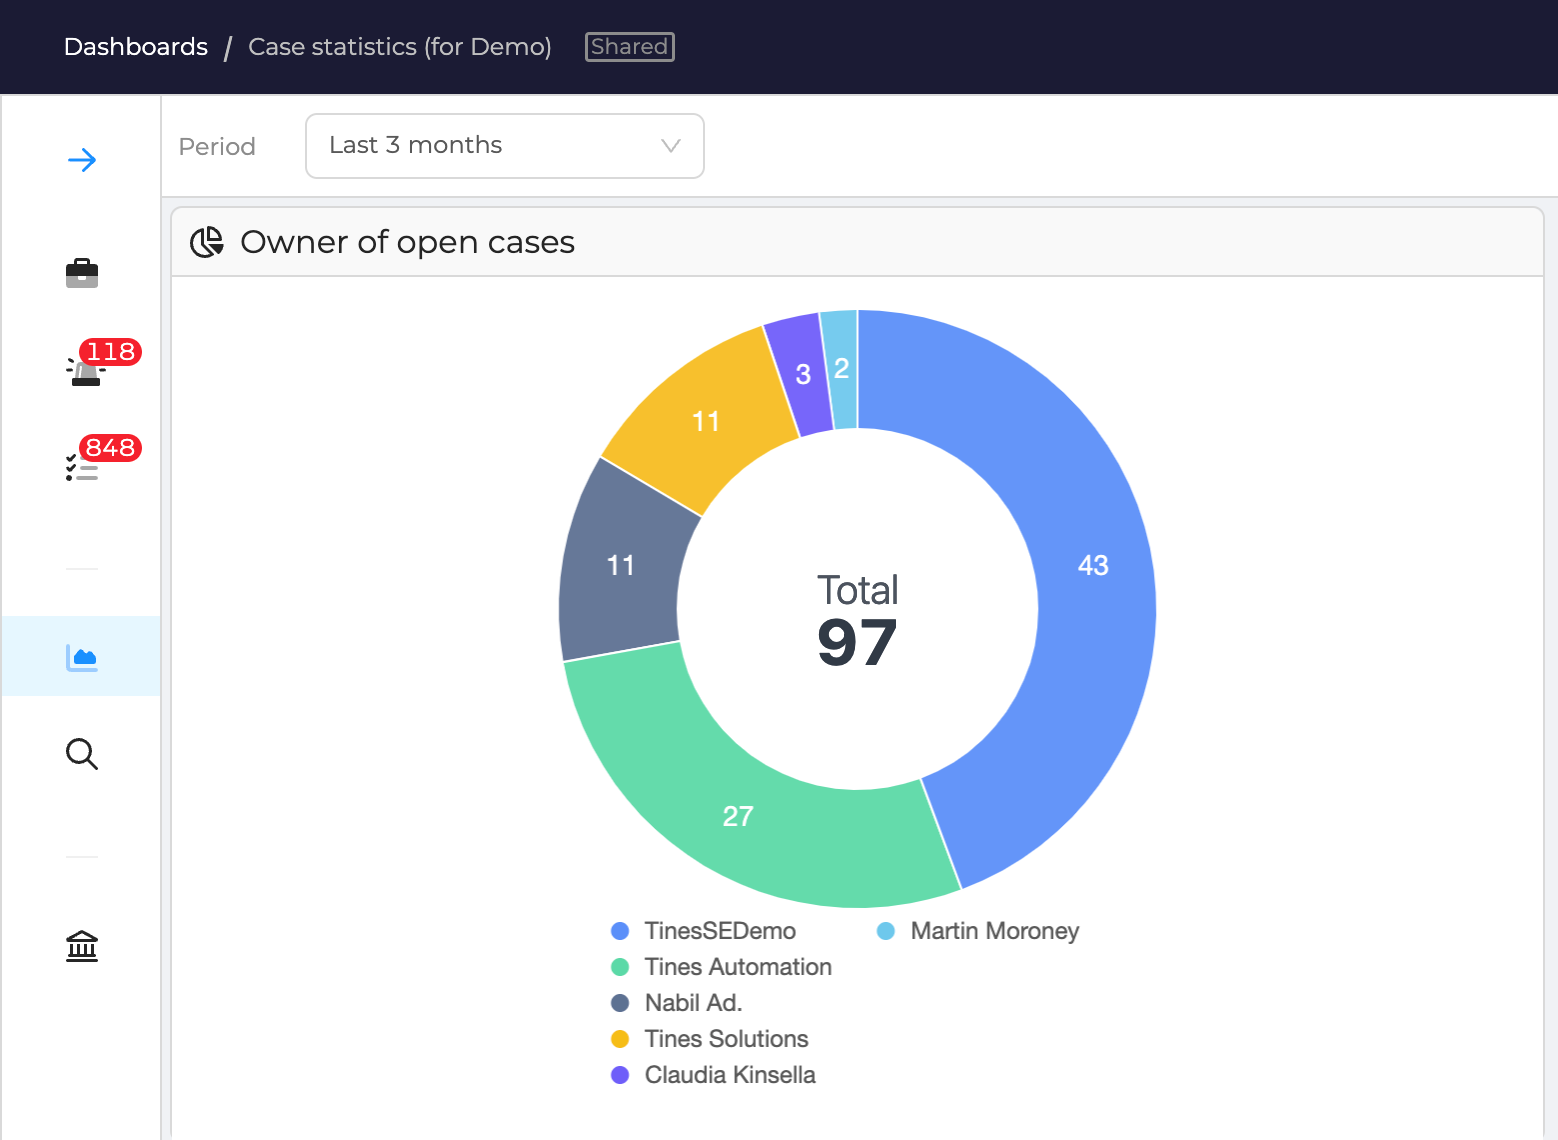 Dashboards / Case statistics (for Demo) Shared
Period Last 3 months
118
848
Owner of open cases
2
3
11
11
43
27
Total
97
TinesSEDemo
Tines Automation
Nabil Ad.
Tines Solutions
Claudia Kinsella
Martin Moroney